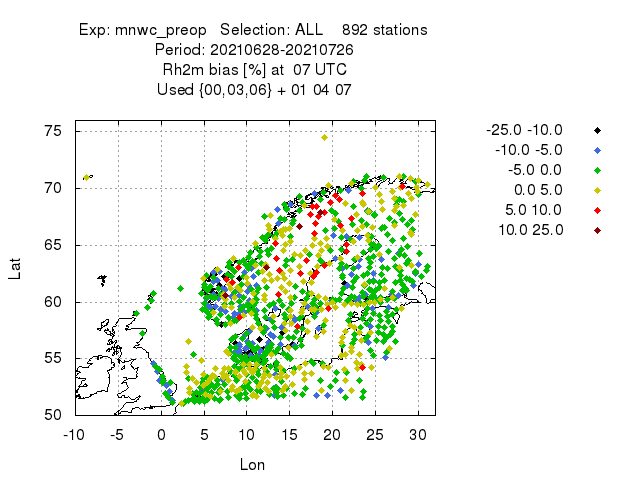 Exp: mnwc_preop Selection: ALL 892 stations
Period: 20210628-20210726
Rh2m bias [%] at 07 UTC
Used {00,03,06} + 01 04 07
-25.0 -10.0
-10.0 -5.0
-5.0 0.0
0.0 5.0
5.0 10.0
10.0 25.0
Lat
75
70
65
60
55
50
-10 -5 0 5 10 15 20 25 30
Lon